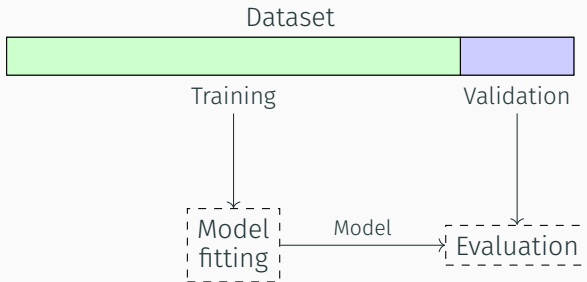 Dataset
Training
Validation
Model
fitting
Model
Evaluation